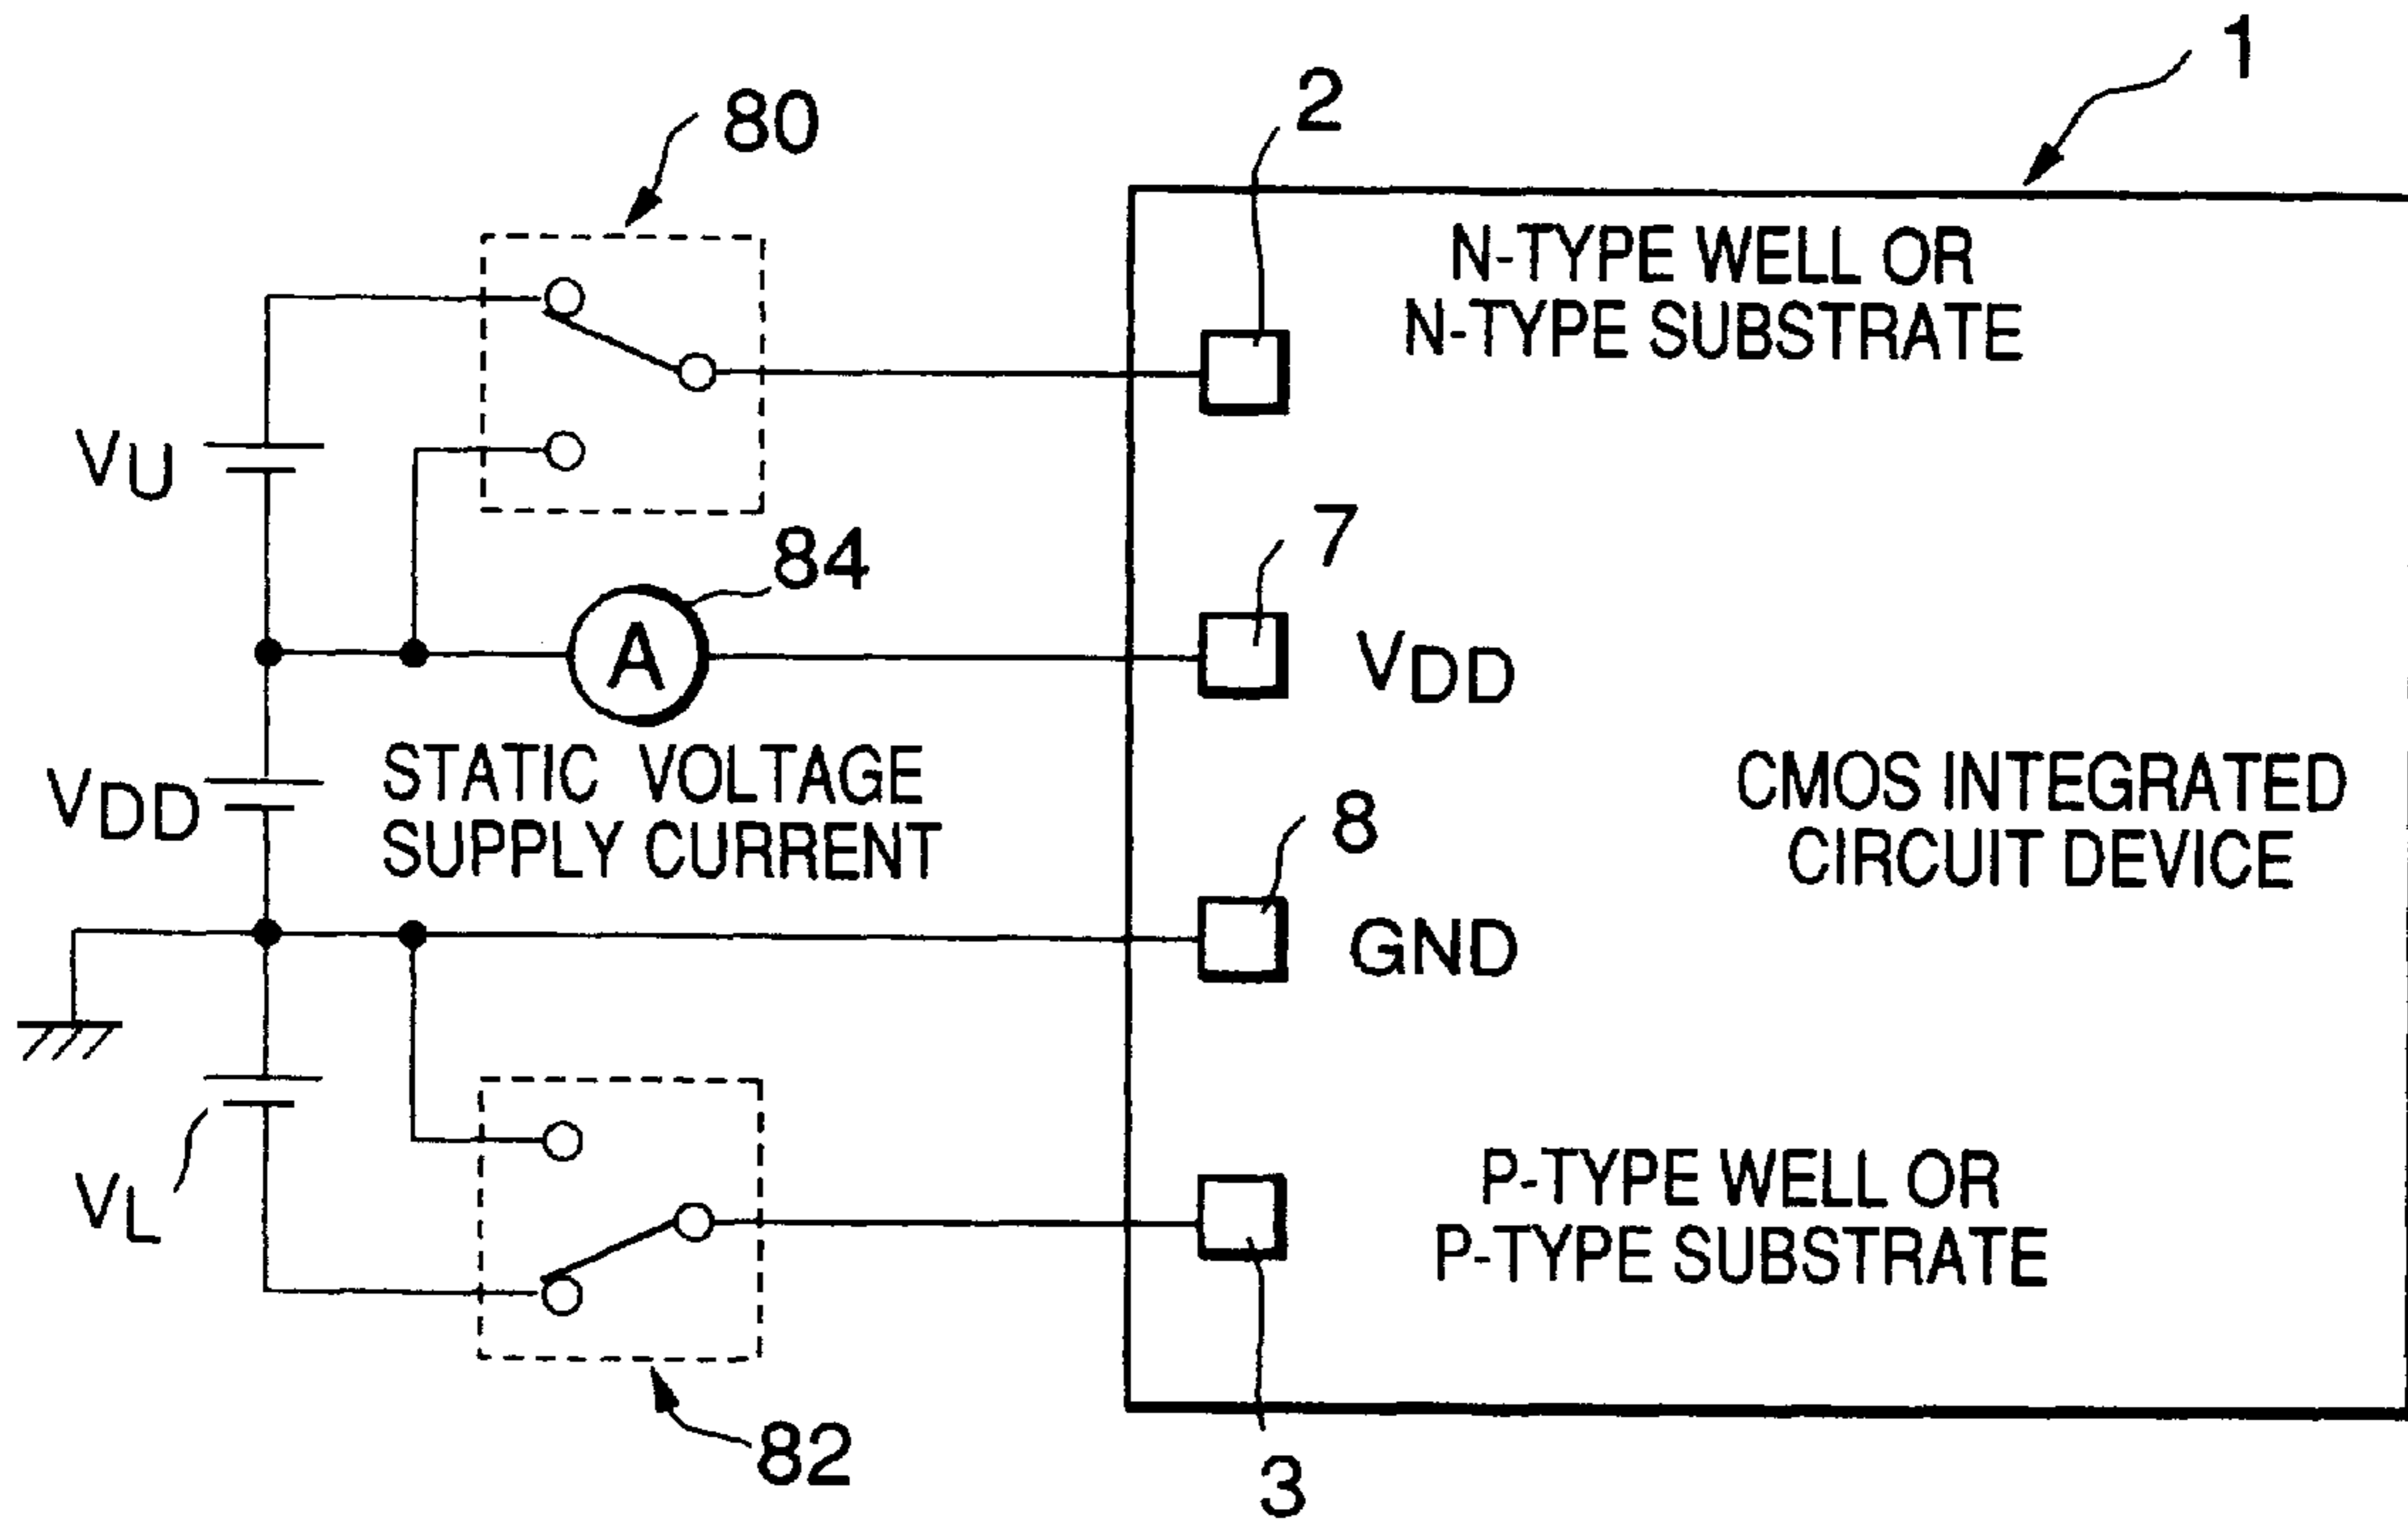 1
2
80
N-TYPE WELL OR
N-TYPE SUBSTRATE
VU
84
7
A
VDD
VDD
STATIC VOLTAGE
SUPPLY CURRENT
8
CMOS INTEGRATED
CIRCUIT DEVICE
GND
VL
P-TYPE WELL OR
P-TYPE SUBSTRATE
82
3